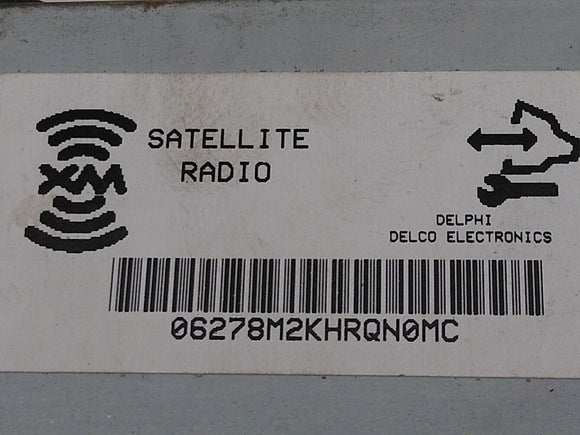 XM
SATELLITE
RADIO
DELPHI
DELCO ELECTRONICS
06278M2KHRQN0MC